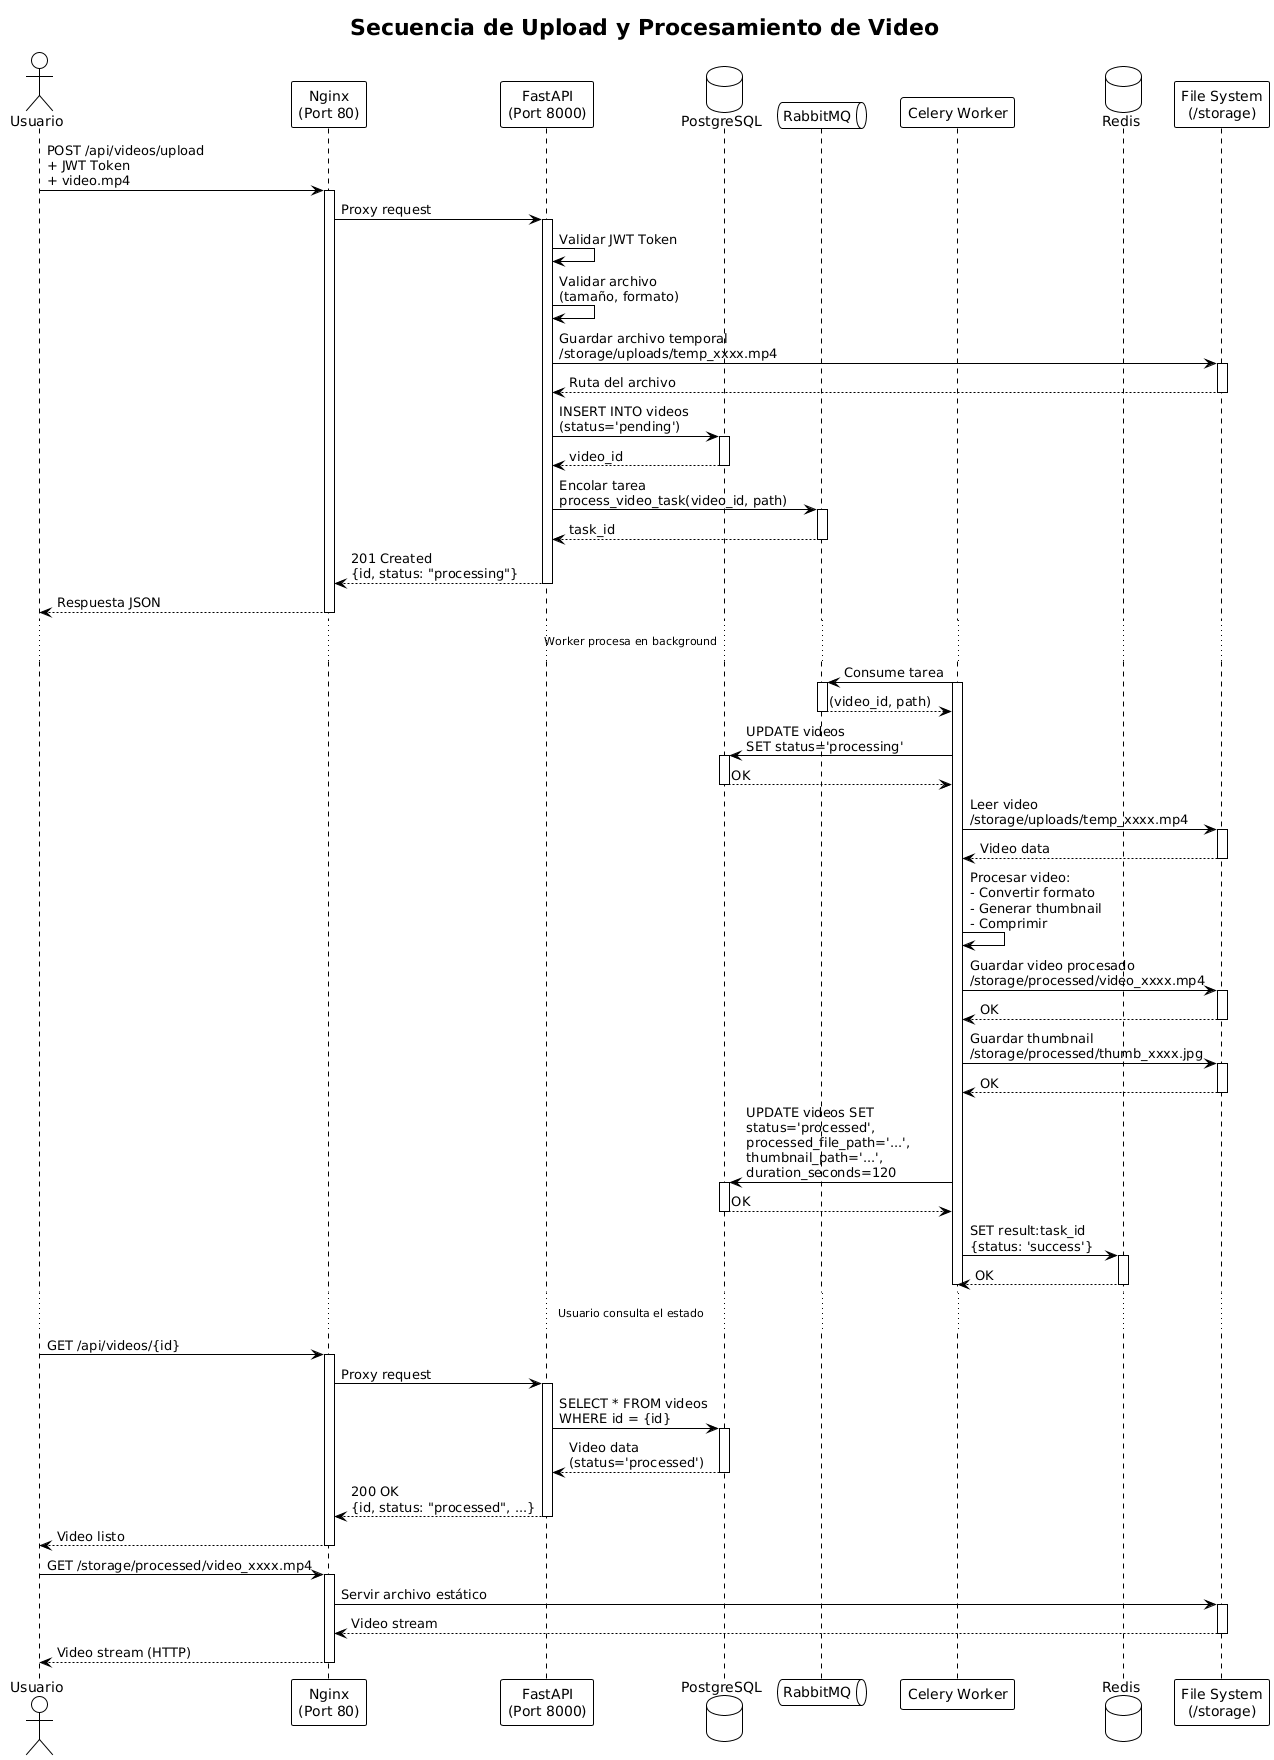 Secuencia de Upload y Procesamiento de Video
Usuario
Nginx
(Port 80)
FastAPI
(Port 8000)
PostgreSQL
RabbitMQ
Celery Worker
Redis
File System
(/storage)
POST /api/videos/upload
+ JWT Token
+ video.mp4
Proxy request
Validar JWT Token
Validar archivo
(tamaño, formato)
Guardar archivo temporal
/storage/uploads/temp_xxxx.mp4
Ruta del archivo
INSERT INTO videos
(status='pending')
video_id
Encolar tarea
process_video_task(video_id, path)
task_id
201 Created
{id, status: "processing"}
Respuesta JSON
Worker procesa en background
Consume tarea
(video_id, path)
UPDATE videos
SET status='processing'
OK
Leer video
/storage/uploads/temp_xxxx.mp4
Video data
Procesar video:
- Convertir formato
- Generar thumbnail
- Comprimir
Guardar video procesado
/storage/processed/video_xxxx.mp4
OK
Guardar thumbnail
/storage/processed/thumb_xxxx.jpg
OK
UPDATE videos SET
status='processed',
processed_file_path='...',
thumbnail_path='...',
duration_seconds=120
OK
SET result:task_id
{status: 'success'}
OK
Usuario consulta el estado
GET /api/videos/{id}
Proxy request
SELECT * FROM videos
WHERE id = {id}
Video data
(status='processed')
200 OK
{id, status: "processed", ...}
Video listo
GET /storage/processed/video_xxxx.mp4
Servir archivo estático
Video stream
Video stream (HTTP)
Usuario
Nginx
(Port 80)
FastAPI
(Port 8000)
PostgreSQL
RabbitMQ
Celery Worker
Redis
File System
(/storage)